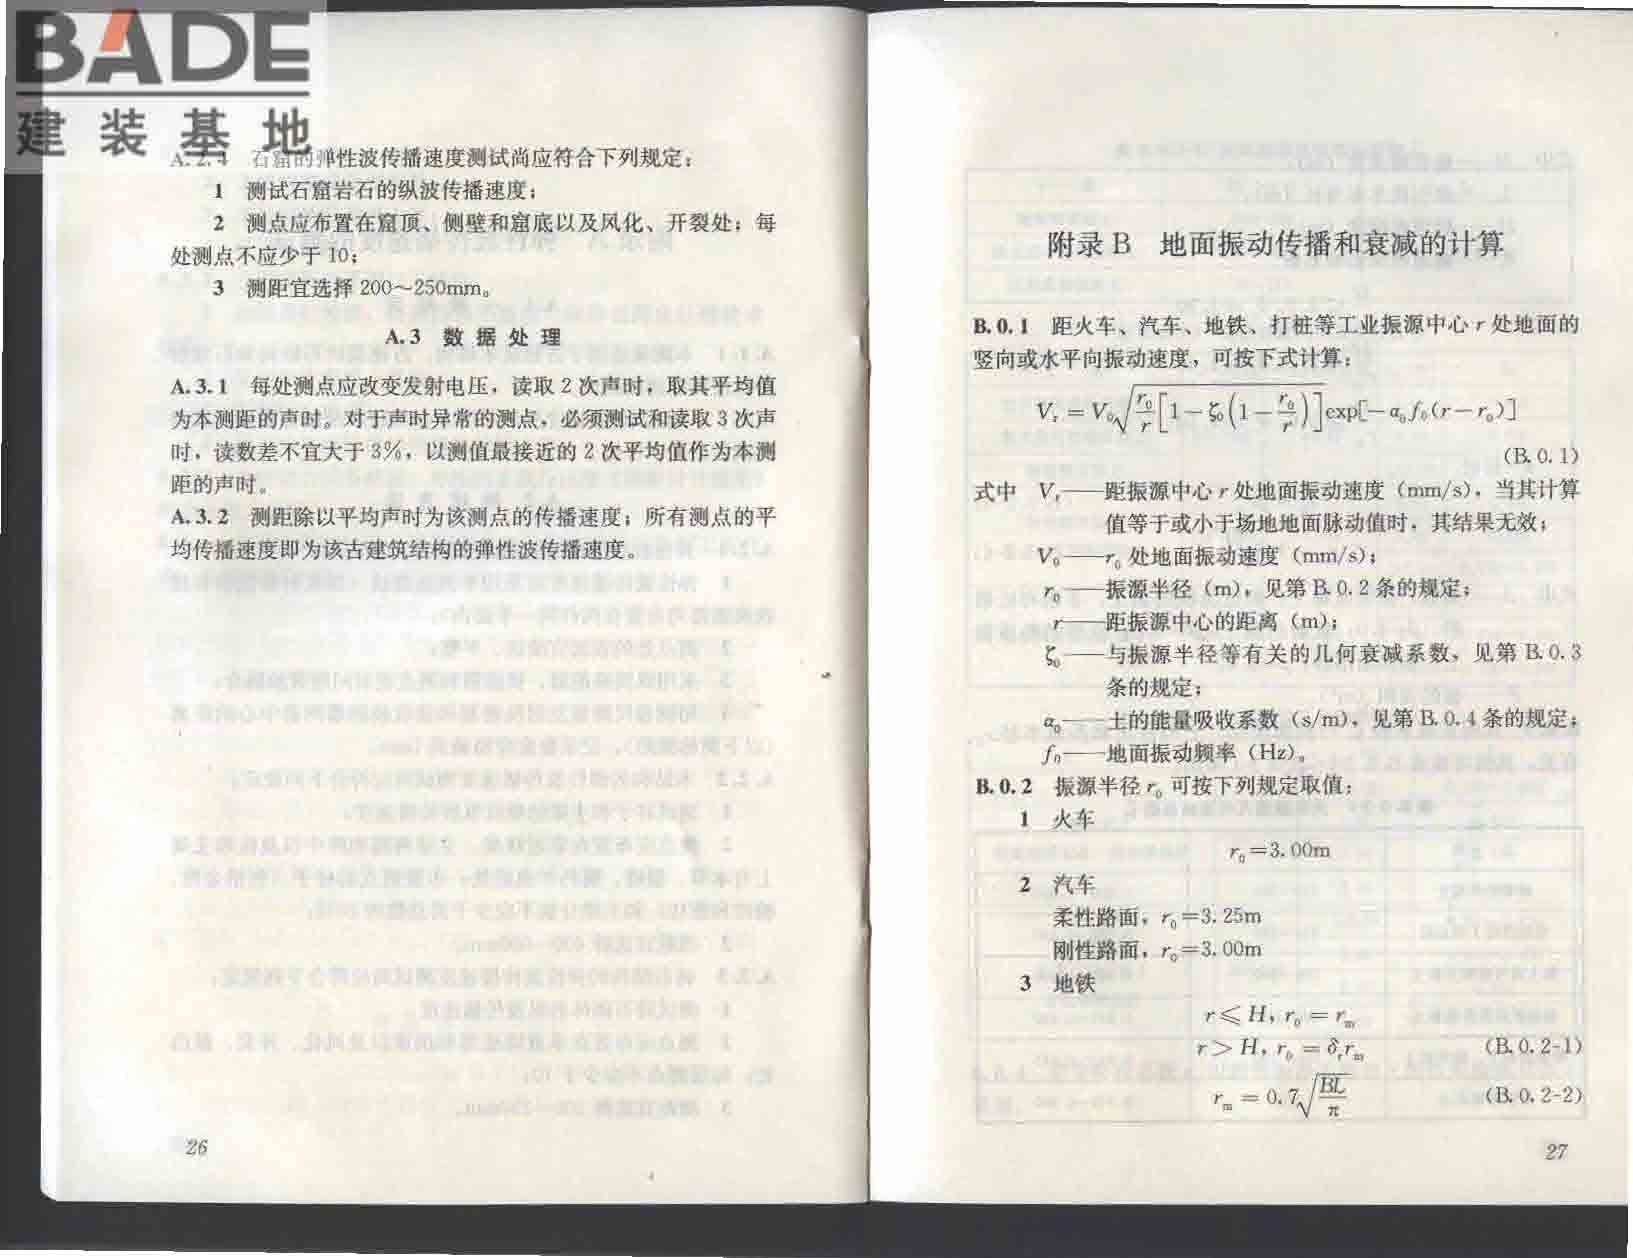 BADE
建装基地
A.2.4 石窟的弹性波传播速度测试尚应符合下列规定：
1 测试石窟岩石的纵波传播速度；
2 测点应布置在窟顶、侧壁和窟底以及风化、开裂处；每
处测点不应少于 10；
3 测距宜选择 200～250mm。
A.3 数据处理
A.3.1 每处测点应改变发射电压，读取 2 次声时，取其平均值
为本测距的声时。对于声时异常的测点，必须测试和读取 3 次声
时，读数差不宜大于 3%，以测值最接近的 2 次平均值作为本测
距的声时。
A.3.2 测距除以平均声时为该测点的传播速度；所有测点的平
均传播速度即为该古建筑结构的弹性波传播速度。
26
附录 B 地面振动传播和衰减的计算
B.0.1 距火车、汽车、地铁、打桩等工业振源中心 r 处地面的
竖向或水平向振动速度，可按下式计算：
V_r = V_0 √(r_0/r [1 − ζ_0 (1 − r_0/r)]) exp[−α_0 f_0 (r − r_0)]
(B.0.1)
式中 V_r——距振源中心 r 处地面振动速度（mm/s），当其计算
值等于或小于场地地面脉动值时，其结果无效；
V_0——r_0 处地面振动速度（mm/s）；
r_0——振源半径（m），见第 B.0.2 条的规定；
r——距振源中心的距离（m）；
ζ_0——与振源半径等有关的几何衰减系数，见第 B.0.3
条的规定；
α_0——土的能量吸收系数（s/m），见第 B.0.4 条的规定；
f_0——地面振动频率（Hz）。
B.0.2 振源半径 r_0 可按下列规定取值：
1 火车
r_0=3.00m
2 汽车
柔性路面，r_0=3.25m
刚性路面，r_0=3.00m
3 地铁
r ≤ H, r_0 = r_m
r > H, r_0 = δ_r r_m (B.0.2-1)
r_m = 0.7 √(BL/π) (B.0.2-2)
27